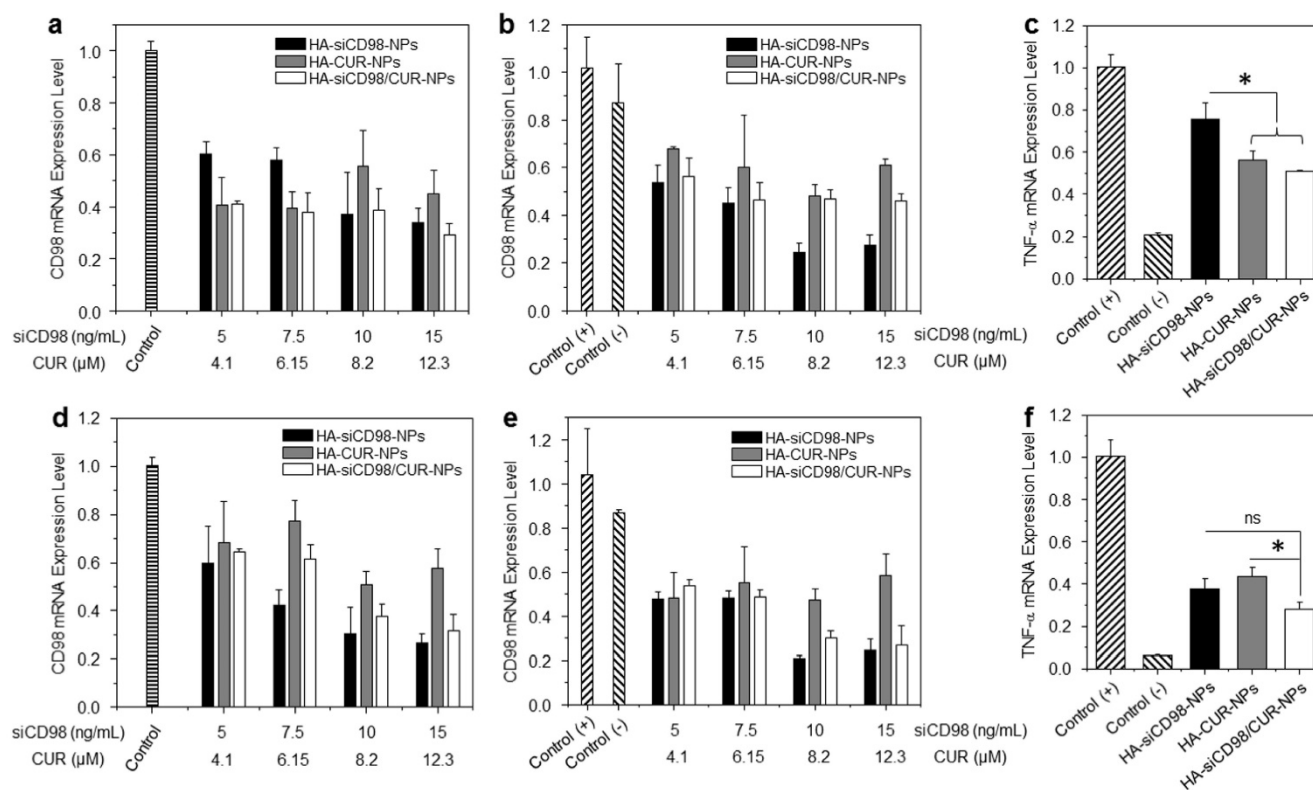 a
CD98 mRNA Expression Level
1.0
0.8
0.6
0.4
0.2
0.0
HA-siCD98-NPs
HA-CUR-NPs
HA-siCD98/CUR-NPs
Control
5 7.5 10 15
4.1 6.15 8.2 12.3
siCD98 (ng/mL)
CUR (µM)
b
CD98 mRNA Expression Level
1.2
1.0
0.8
0.6
0.4
0.2
0.0
HA-siCD98-NPs
HA-CUR-NPs
HA-siCD98/CUR-NPs
Control (+)
Control (-)
5 7.5 10 15
4.1 6.15 8.2 12.3
siCD98 (ng/mL)
CUR (µM)
c
TNF-α mRNA Expression Level
1.2
1.0
0.8
0.6
0.4
0.2
0.0
*
Control (+)
Control (-)
HA-siCD98-NPs
HA-CUR-NPs
HA-siCD98/CUR-NPs
d
CD98 mRNA Expression Level
1.2
1.0
0.8
0.6
0.4
0.2
0.0
HA-siCD98-NPs
HA-CUR-NPs
HA-siCD98/CUR-NPs
Control
5 7.5 10 15
4.1 6.15 8.2 12.3
siCD98 (ng/mL)
CUR (µM)
e
CD98 mRNA Expression Level
1.2
1.0
0.8
0.6
0.4
0.2
0.0
HA-siCD98-NPs
HA-CUR-NPs
HA-siCD98/CUR-NPs
Control (+)
Control (-)
5 7.5 10 15
4.1 6.15 8.2 12.3
siCD98 (ng/mL)
CUR (µM)
f
TNF-α mRNA Expression Level
1.2
1.0
0.8
0.6
0.4
0.2
0.0
ns
*
Control (+)
Control (-)
HA-siCD98-NPs
HA-CUR-NPs
HA-siCD98/CUR-NPs